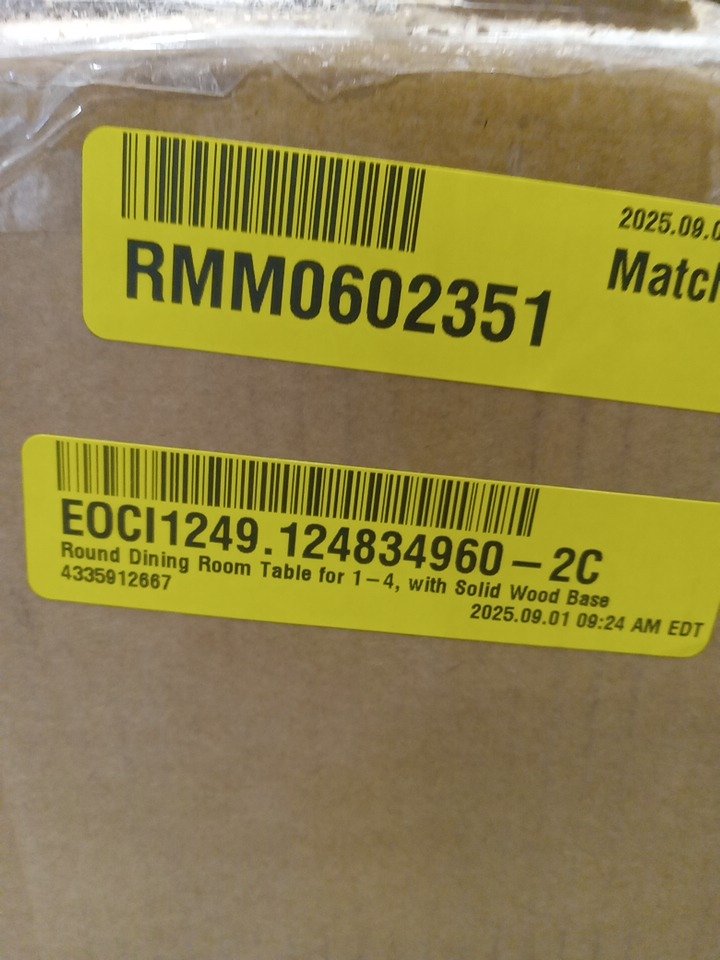 2025.09.0
RMM0602351
Match
EOCI1249.124834960-2C
Round Dining Room Table for 1-4, with Solid Wood Base
4335912667
2025.09.01 09:24 AM EDT